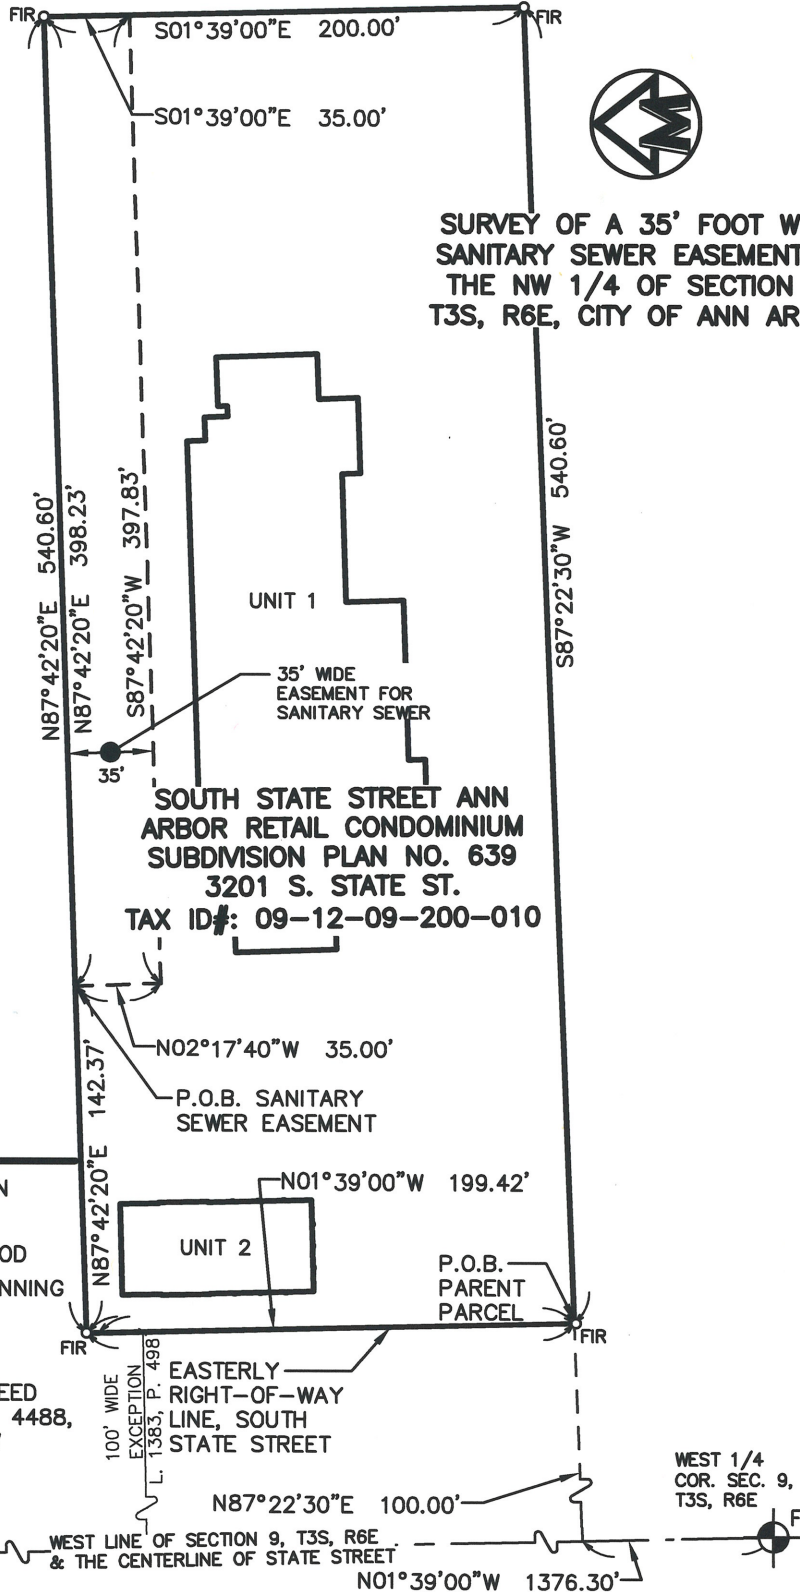 FIR
FIR
S01°39'00"E 200.00'
S01°39'00"E 35.00'
SURVEY OF A 35' FOOT W
SANITARY SEWER EASEMENT
THE NW 1/4 OF SECTION
T3S, R6E, CITY OF ANN AR
N87°42'20"E 540.60'
N87°42'20"E 398.23'
S87°42'20"W 397.83'
S87°22'30"W 540.60'
UNIT 1
35' WIDE
EASEMENT FOR
SANITARY SEWER
35'
SOUTH STATE STREET ANN
ARBOR RETAIL CONDOMINIUM
SUBDIVISION PLAN NO. 639
3201 S. STATE ST.
TAX ID#: 09-12-09-200-010
N02°17'40"W 35.00'
P.O.B. SANITARY
SEWER EASEMENT
N87°42'20"E 142.37'
N01°39'00"W 199.42'
N
OD
NNING
UNIT 2
P.O.B.
PARENT
PARCEL
FIR
FIR
EED
4488,
100' WIDE
EXCEPTION
L. 1383, P. 498
EASTERLY
RIGHT-OF-WAY
LINE, SOUTH
STATE STREET
N87°22'30"E 100.00'
WEST 1/4
COR. SEC. 9,
T3S, R6E
F
WEST LINE OF SECTION 9, T3S, R6E
& THE CENTERLINE OF STATE STREET
N01°39'00"W 1376.30'